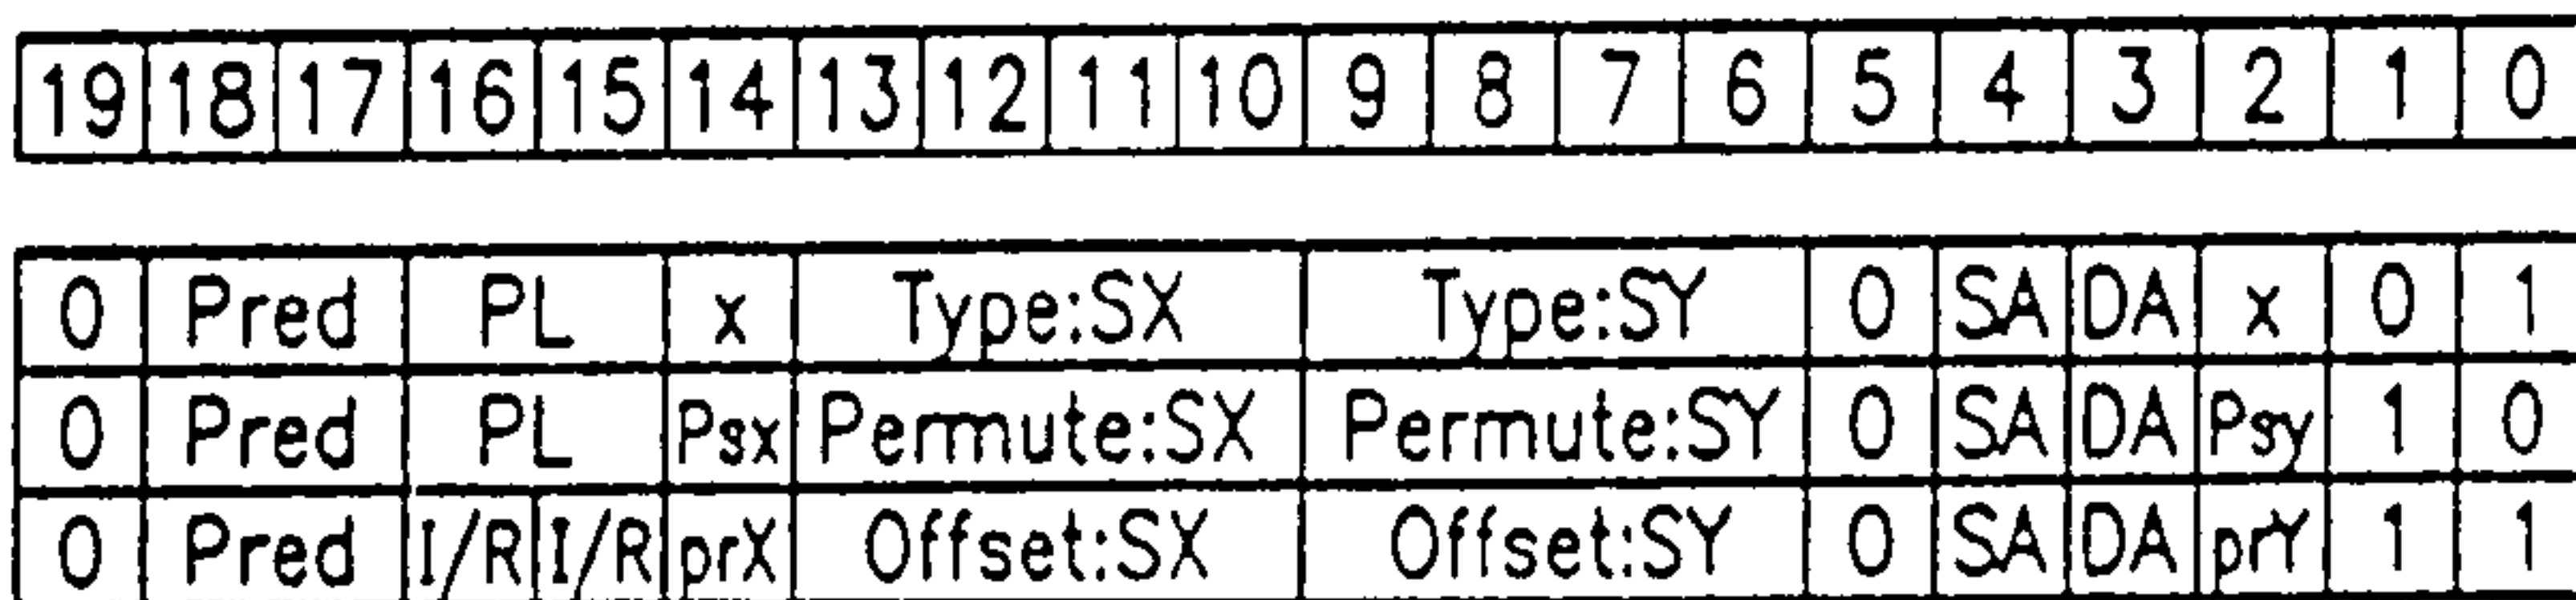 19 18 17 16 15 14 13 12 11 10 9 8 7 6 5 4 3 2 1 0
0 Pred PL x Type:SX Type:SY 0 SA DA x 0 1
0 Pred PL Psx Permute:SX Permute:SY 0 SA DA Psy 1 0
0 Pred I/R I/R prX Offset:SX Offset:SY 0 SA DA prY 1 1